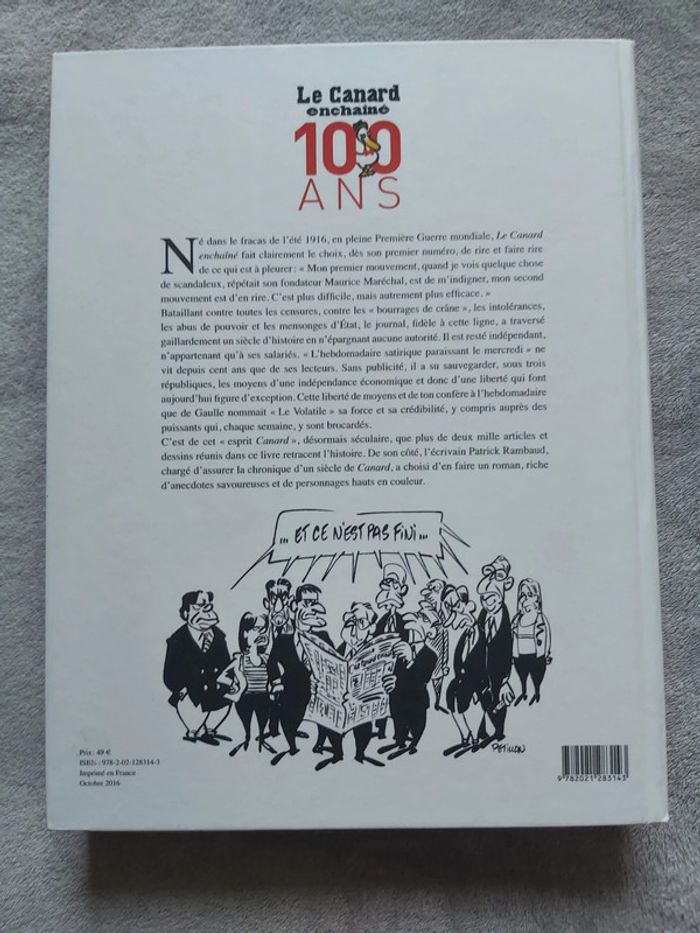 Le Canard
enchaîné
100
ANS
Né dans le fracas de l'été 1916, en pleine Première Guerre mondiale, Le Canard
enchaîné fait clairement le choix, dès son premier numéro, de rire et faire rire
de ce qui est à pleurer : « Mon premier mouvement, quand je vois quelque chose
de scandaleux, répétait son fondateur Maurice Maréchal, est de m'indigner, mon second
mouvement est d'en rire. C'est plus difficile, mais autrement plus efficace. »
Bataillant contre toutes les censures, contre les « bourrages de crâne », les intolérances,
les abus de pouvoir et les mensonges d'État, le journal, fidèle à cette ligne, a traversé
gaillardement un siècle d'histoire en n'épargnant aucune autorité. Il est resté indépendant,
n'appartenant qu'à ses salariés. « L'hebdomadaire satirique paraissant le mercredi » ne
vit depuis cent ans que de ses lecteurs. Sans publicité, il a su sauvegarder, sous trois
républiques, les moyens d'une indépendance économique et donc d'une liberté qui font
aujourd'hui figure d'exception. Cette liberté de moyens et de ton confère à l'hebdomadaire
que de Gaulle nommait « Le Volatile » sa force et sa crédibilité, y compris auprès des
puissants qui, chaque semaine, y sont brocardés.
C'est de cet « esprit Canard », désormais séculaire, que plus de deux mille articles et
dessins réunis dans ce livre retracent l'histoire. De son côté, l'écrivain Patrick Rambaud,
chargé d'assurer la chronique d'un siècle de Canard, a choisi d'en faire un roman, riche
d'anecdotes savoureuses et de personnages hauts en couleur.
... ET CE N'EST PAS FINI ...
PETILLON
Prix : 49 €
ISBN : 978-2-02-128314-3
Imprimé en France
Octobre 2016
9 782021 283143